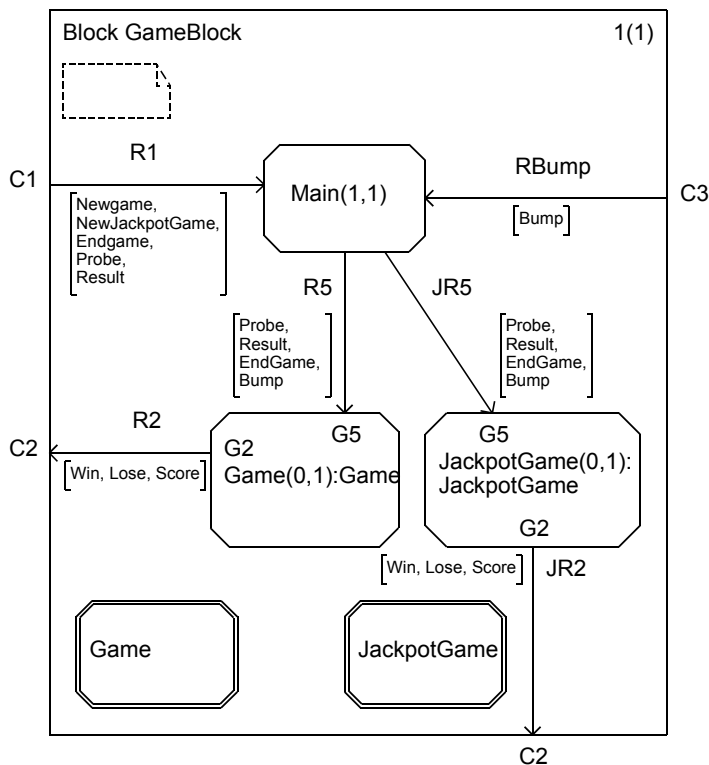 Block GameBlock
1(1)
R1
C1
Newgame,
NewJackpotGame,
Endgame,
Probe,
Result
Main(1,1)
RBump
C3
Bump
R5
JR5
Probe,
Result,
EndGame,
Bump
Probe,
Result,
EndGame,
Bump
R2
C2
Win, Lose, Score
G5
G2
Game(0,1):Game
G5
JackpotGame(0,1):
JackpotGame
G2
Win, Lose, Score
JR2
Game
JackpotGame
C2